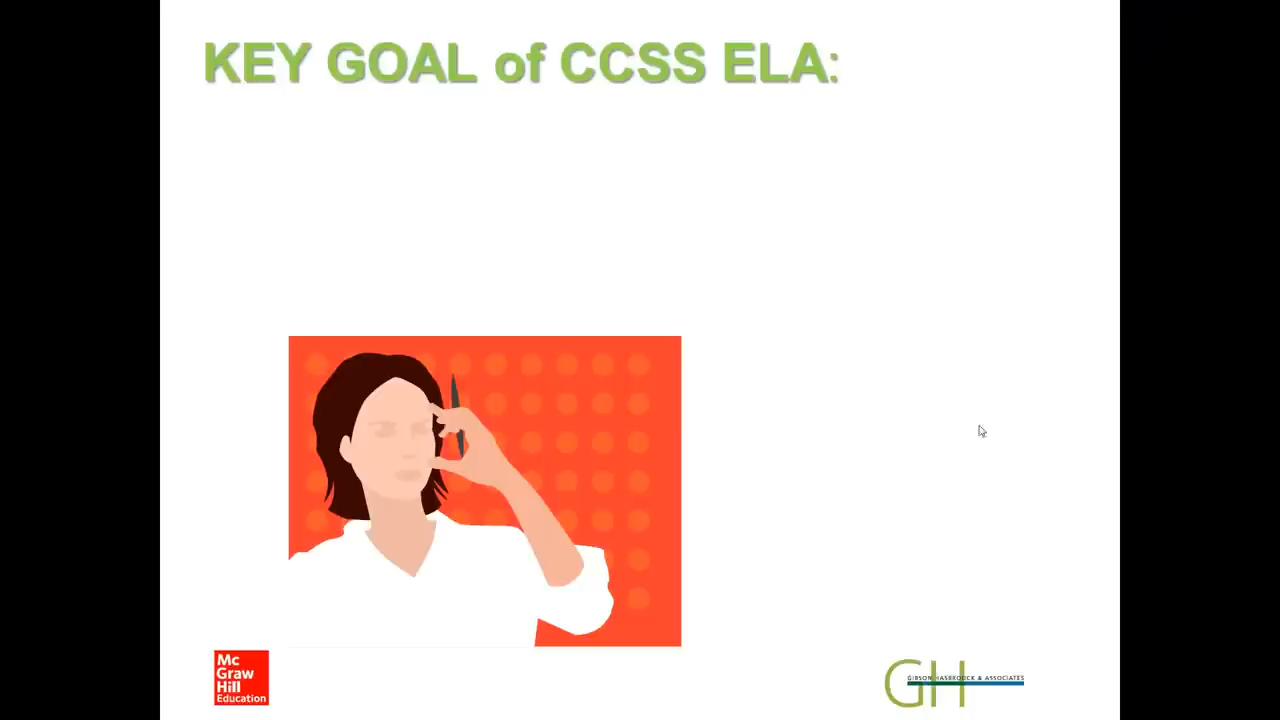 KEY GOAL of CCSS ELA:
Mc
Graw
Hill
Education
GH
GIBSON HASBROUCK & ASSOCIATES